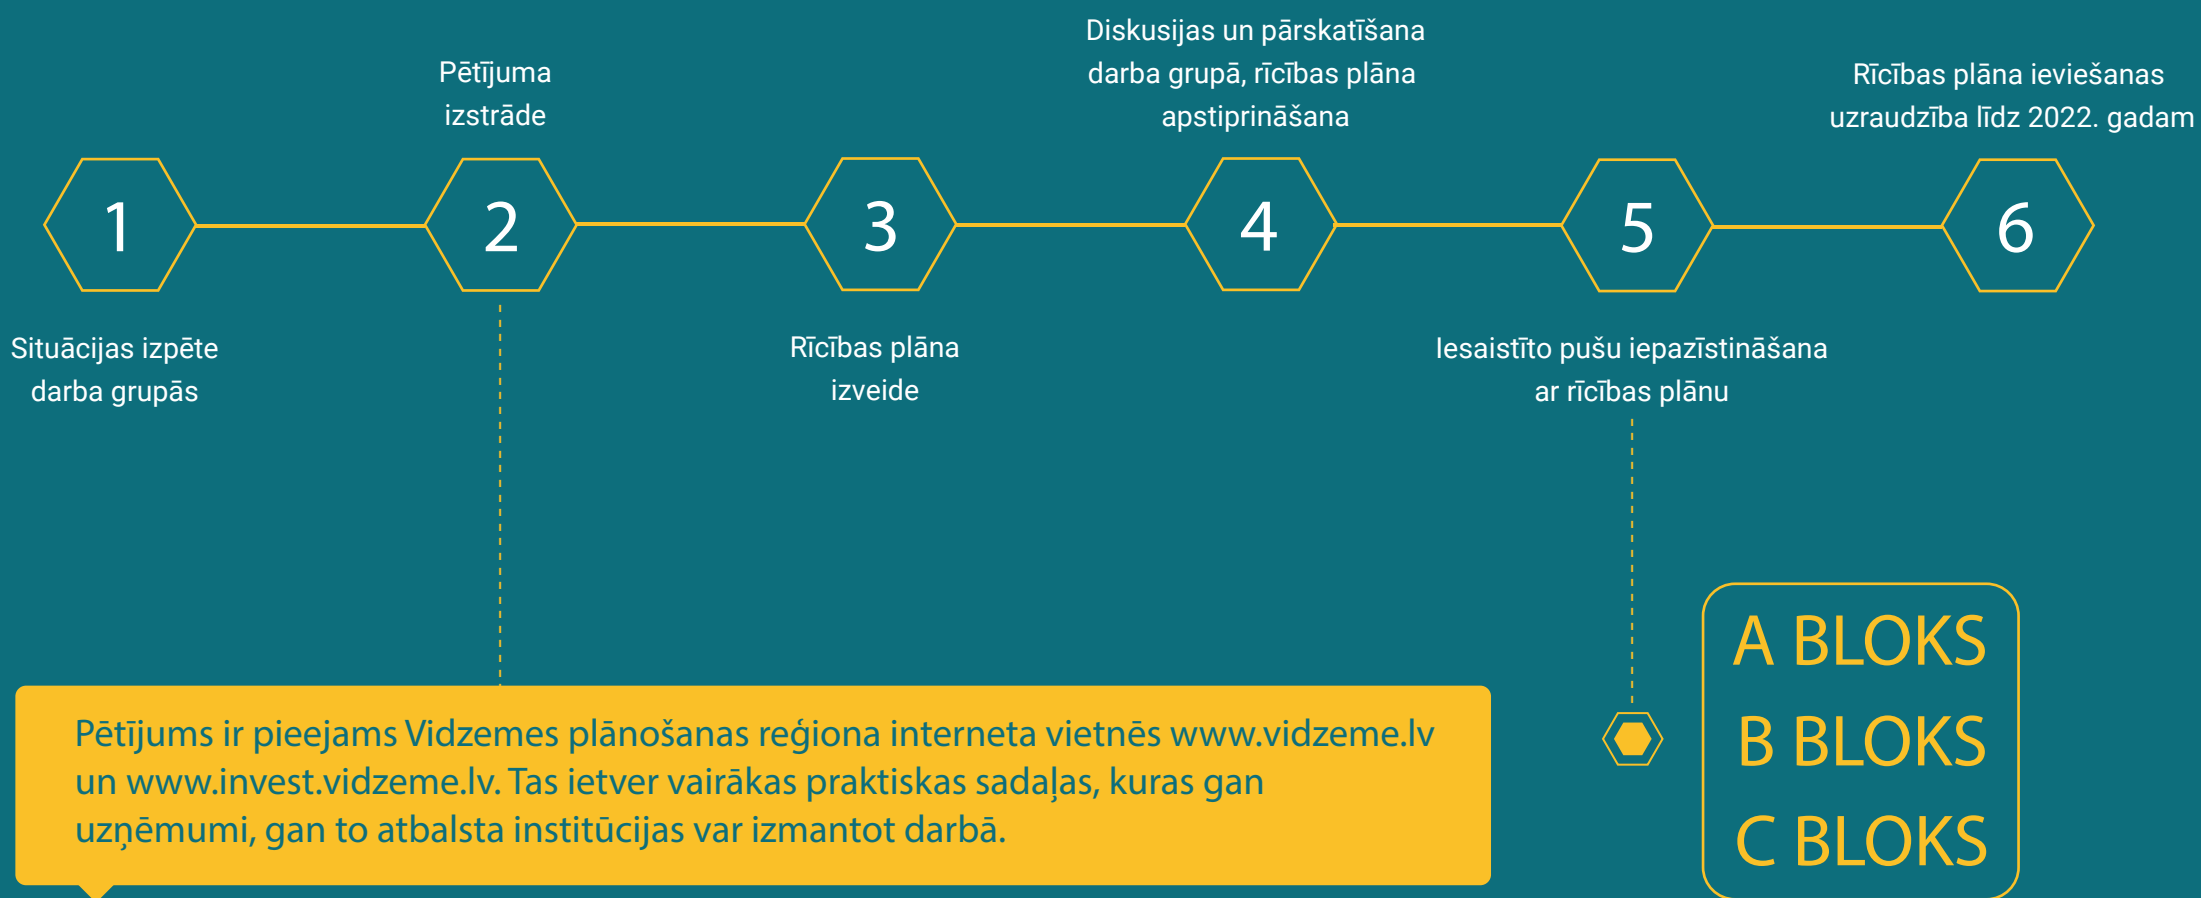 1
Situācijas izpēte
darba grupās
Pētījuma
izstrāde
2
3
Rīcības plāna
izveide
Diskusijas un pārskatīšana
darba grupā, rīcības plāna
apstiprināšana
4
5
Iesaistīto pušu iepazīstināšana
ar rīcības plānu
Rīcības plāna ieviešanas
uzraudzība līdz 2022. gadam
6
Pētījums ir pieejams Vidzemes plānošanas reģiona interneta vietnēs www.vidzeme.lv
un www.invest.vidzeme.lv. Tas ietver vairākas praktiskas sadaļas, kuras gan
uzņēmumi, gan to atbalsta institūcijas var izmantot darbā.
A BLOKS
B BLOKS
C BLOKS